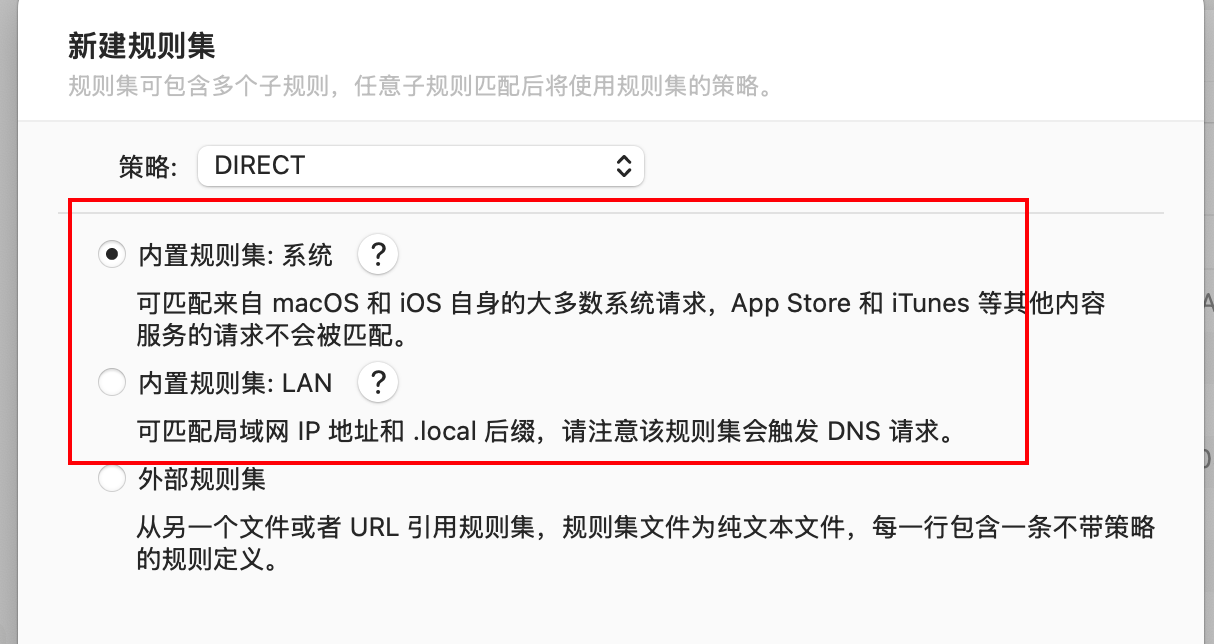 新建规则集
规则集可包含多个子规则，任意子规则匹配后将使用规则集的策略。
策略: DIRECT
内置规则集: 系统 ?
可匹配来自 macOS 和 iOS 自身的大多数系统请求，App Store 和 iTunes 等其他内容
服务的请求不会被匹配。
内置规则集: LAN ?
可匹配局域网 IP 地址和 .local 后缀，请注意该规则集会触发 DNS 请求。
外部规则集
从另一个文件或者 URL 引用规则集，规则集文件为纯文本文件，每一行包含一条不带策略
的规则定义。